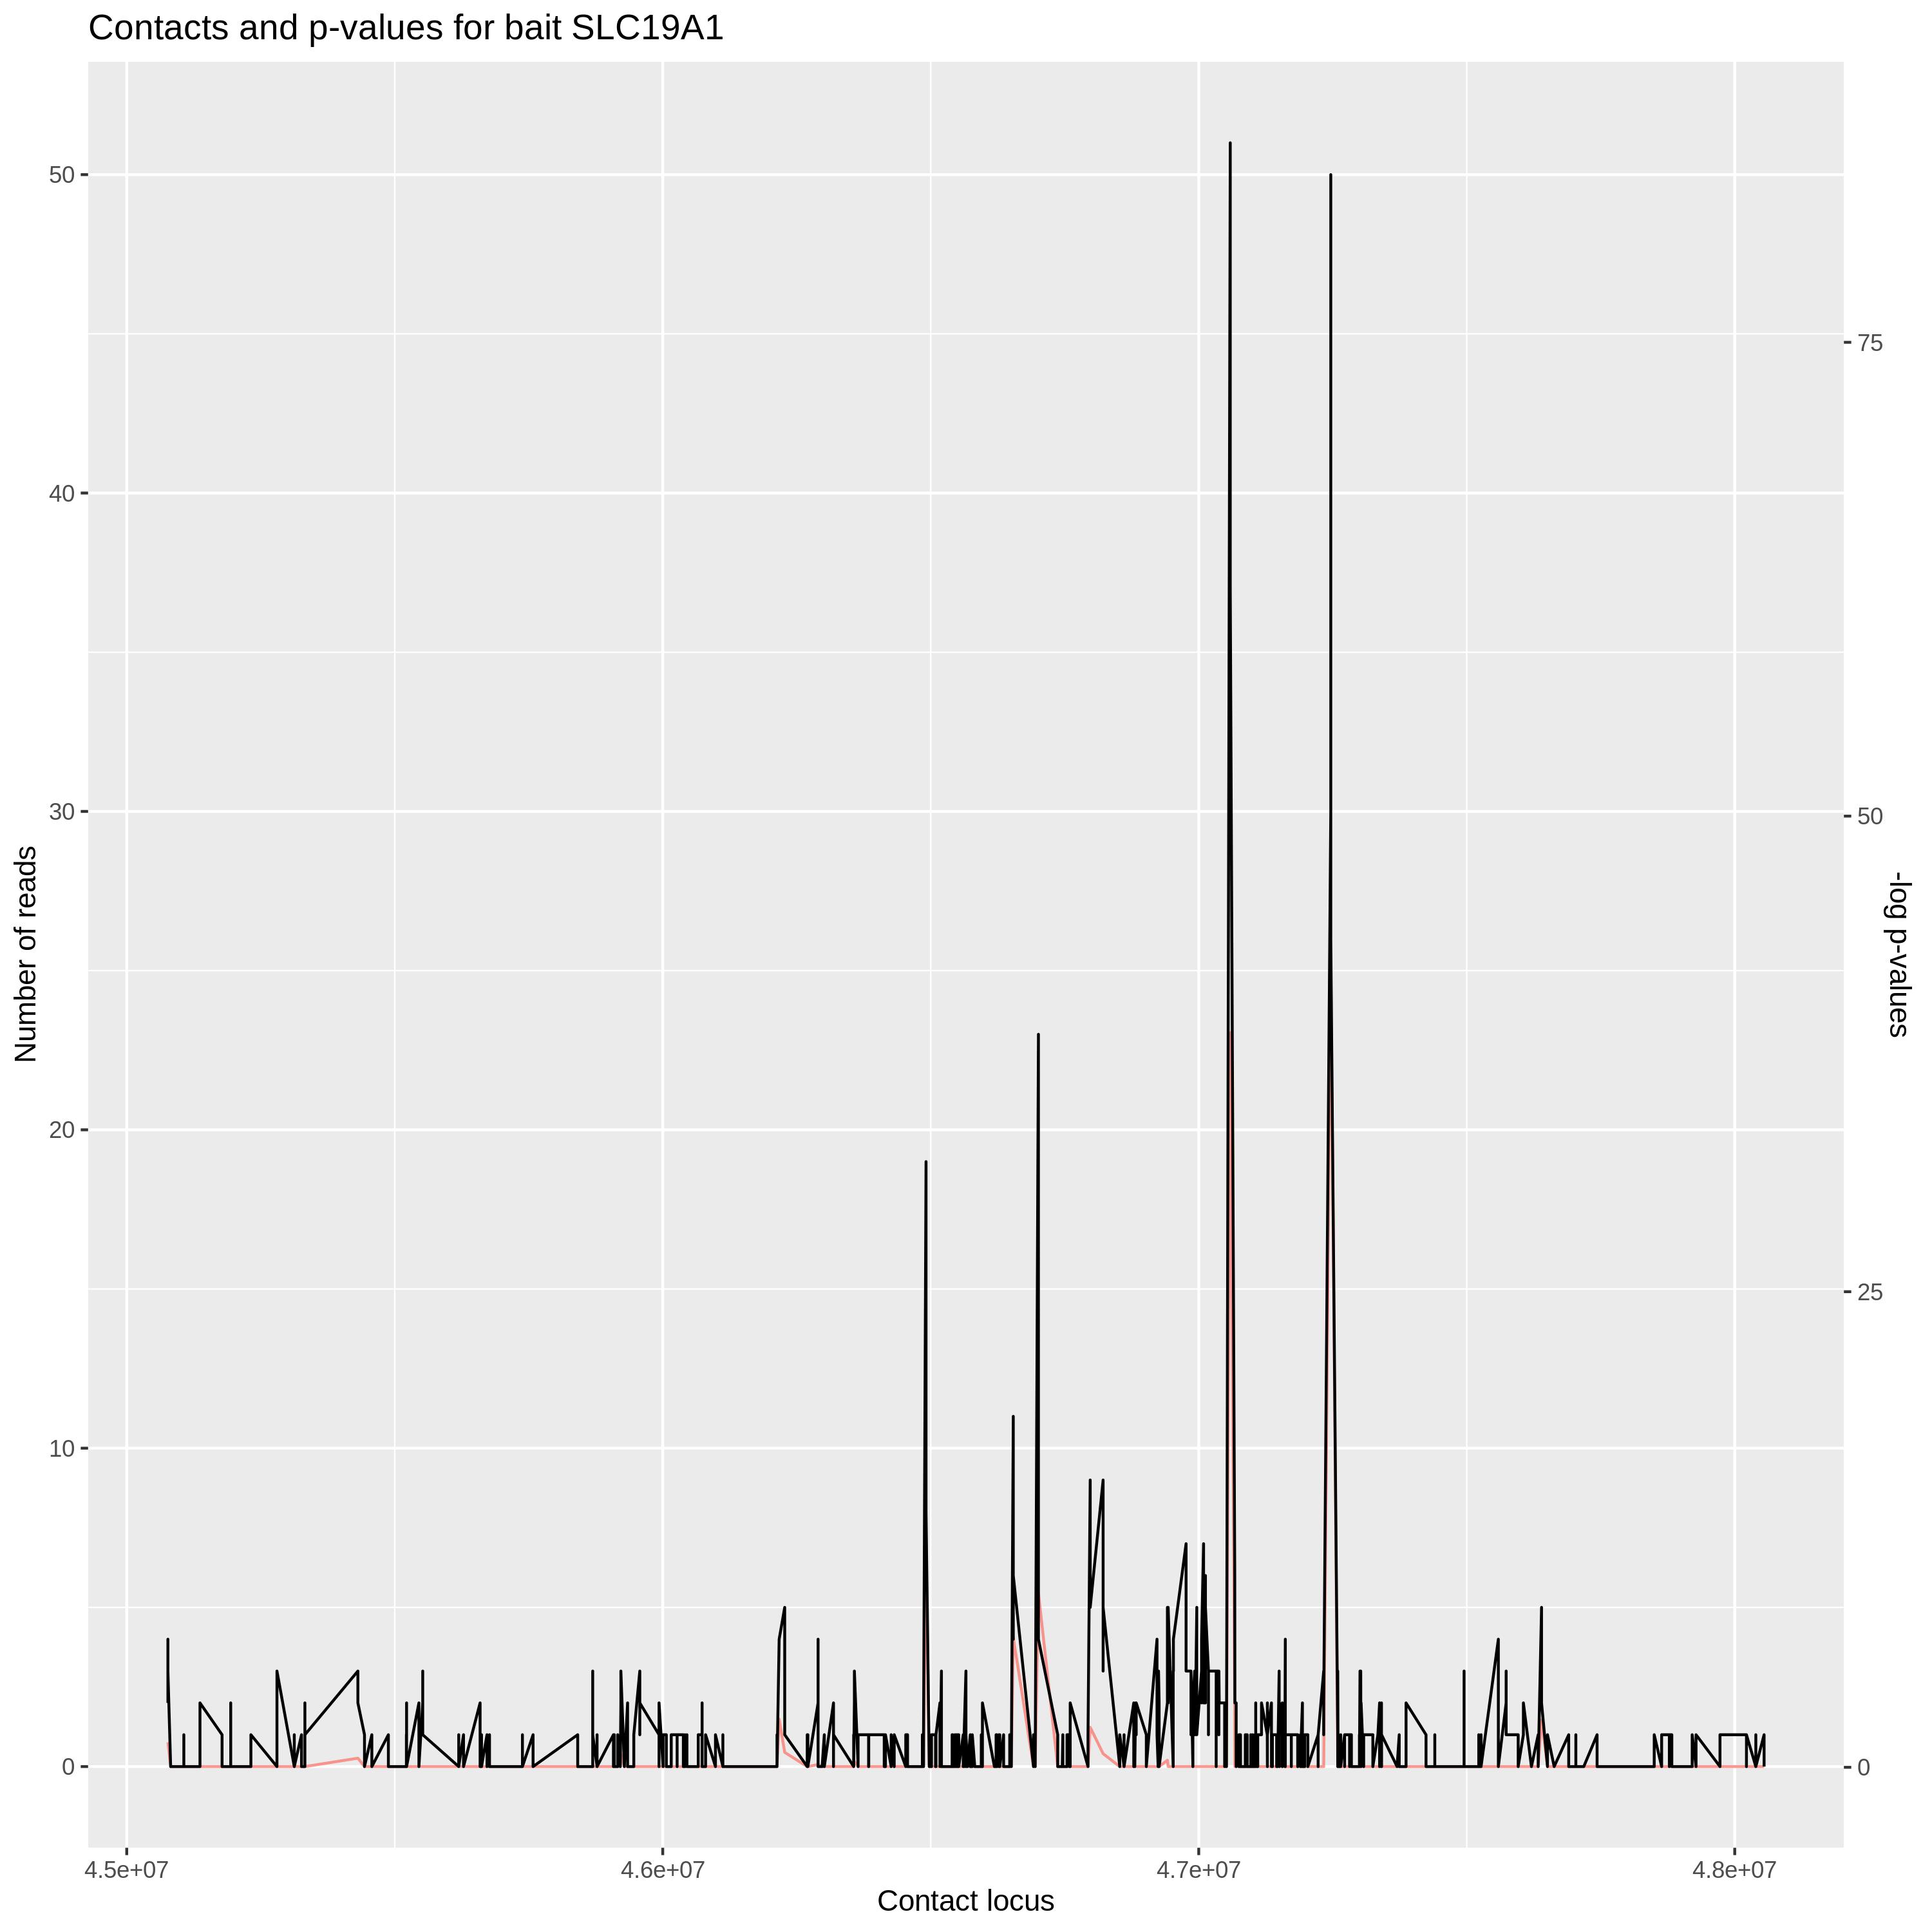 Contacts and p-values for bait SLC19A1
Number of reads
50
40
30
20
10
0
75
50
25
0
-log p-values
4.5e+07
4.6e+07
4.7e+07
4.8e+07
Contact locus